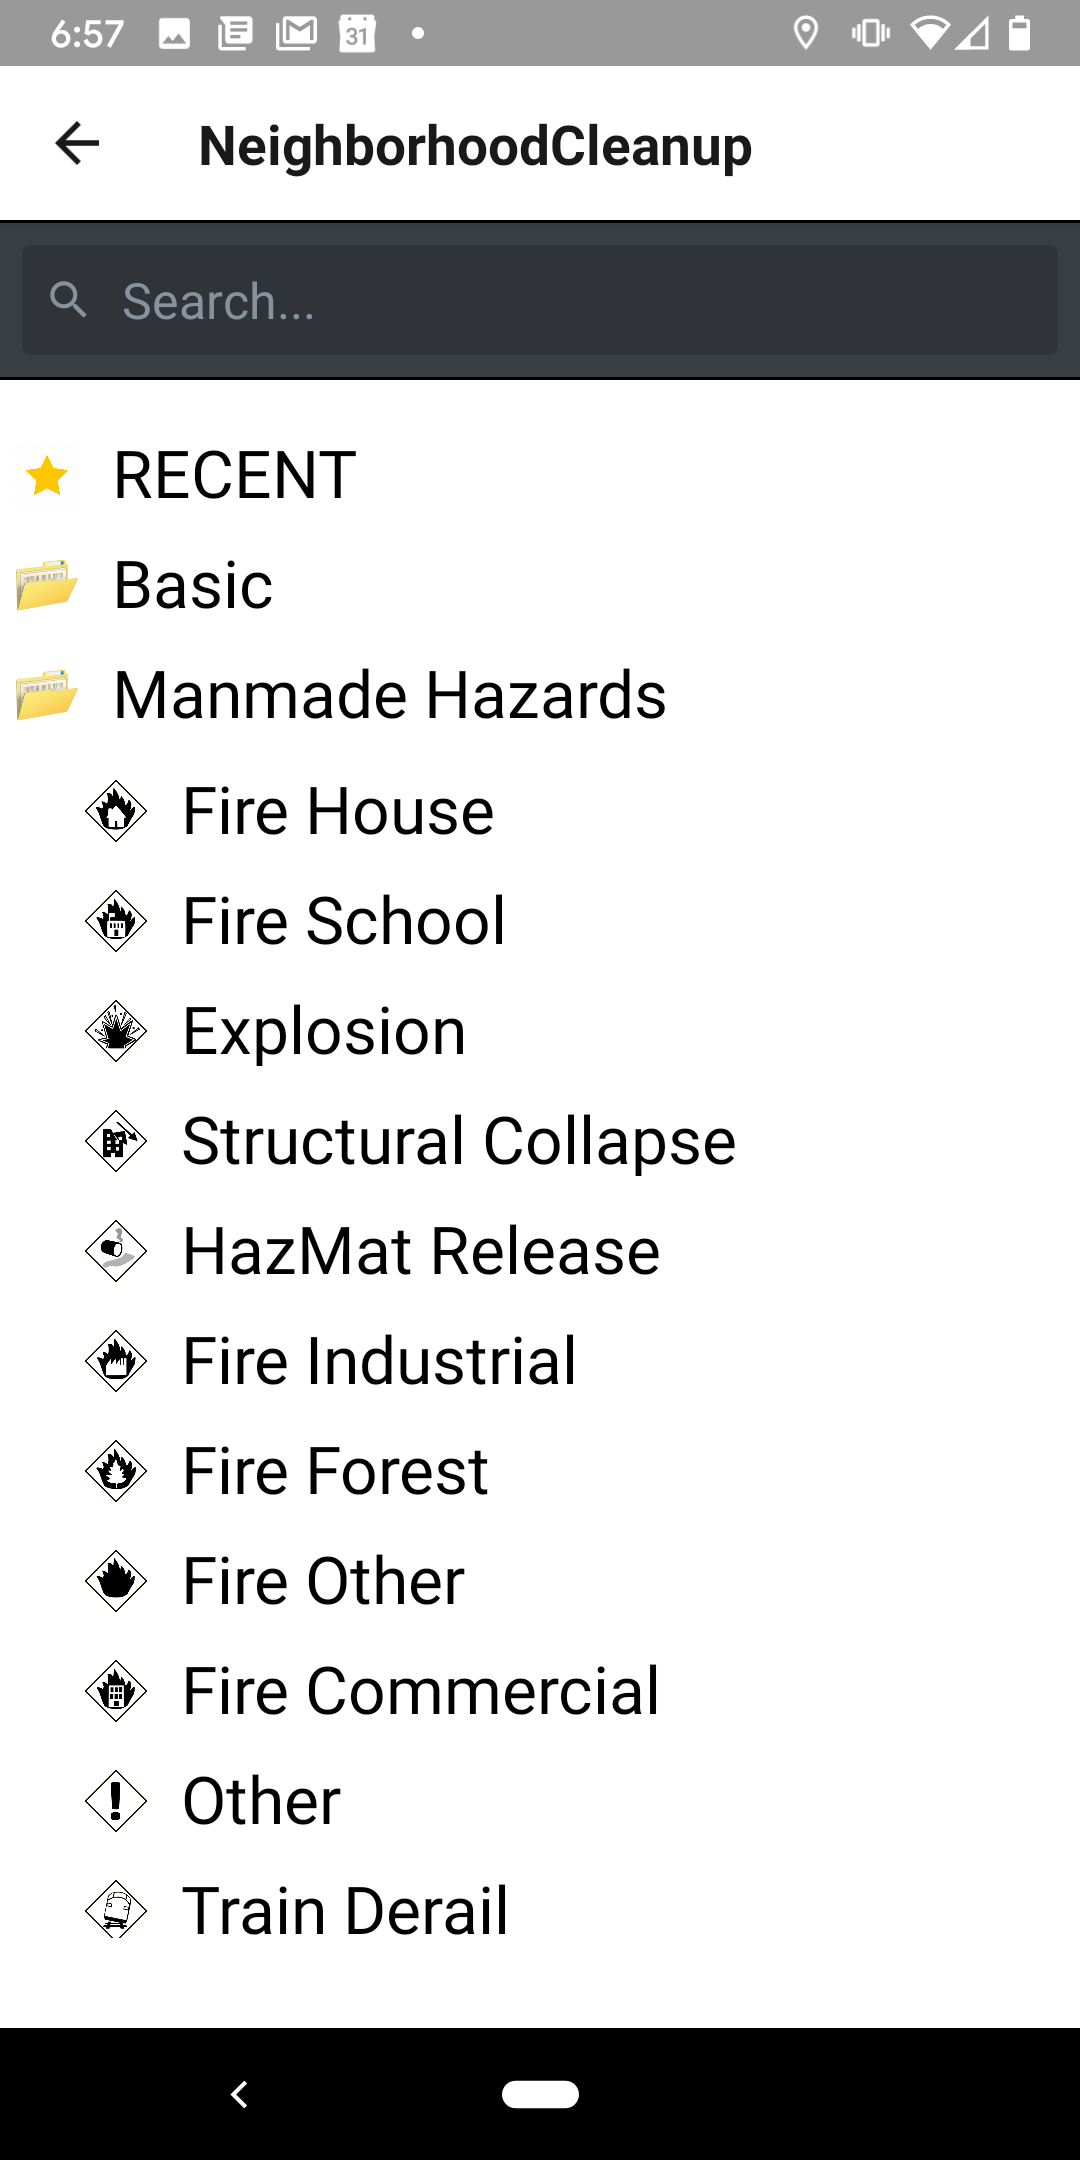 6:57
31
NeighborhoodCleanup
Search...
RECENT
Basic
Manmade Hazards
Fire House
Fire School
Explosion
Structural Collapse
HazMat Release
Fire Industrial
Fire Forest
Fire Other
Fire Commercial
Other
Train Derail